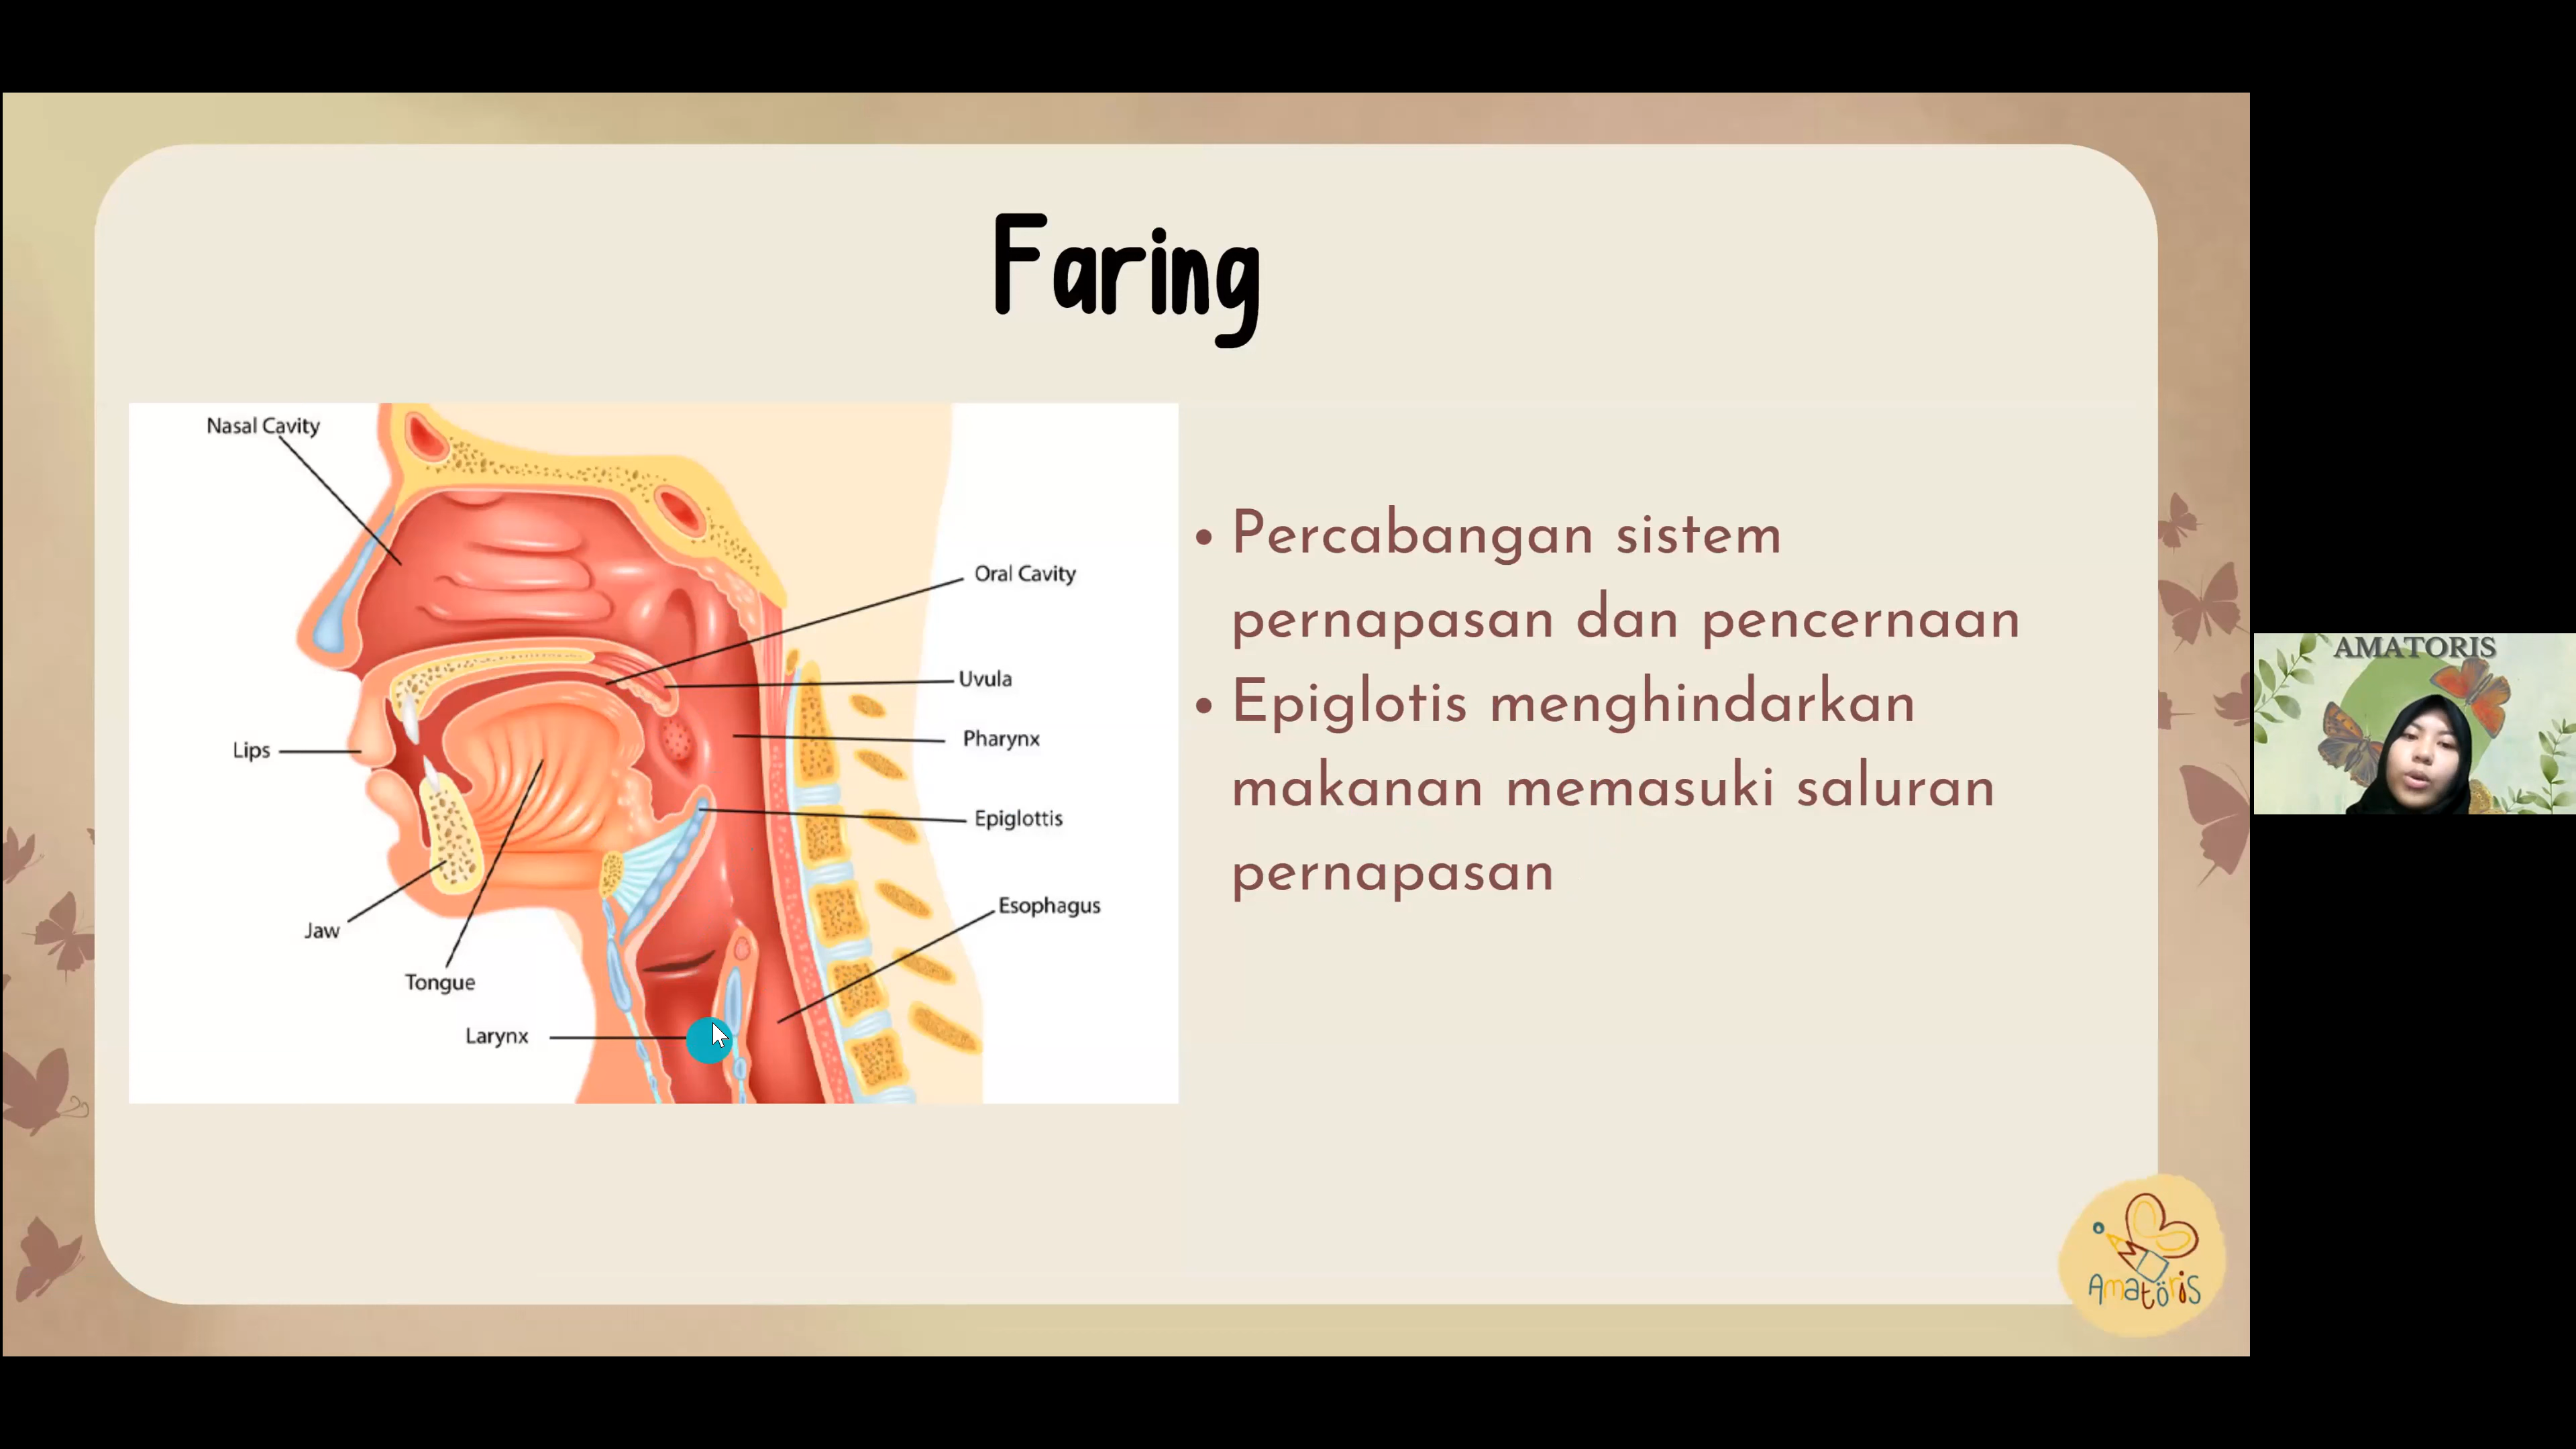 Faring
Nasal Cavity
Oral Cavity
Uvula
Pharynx
Lips
Epiglottis
Esophagus
Jaw
Tongue
Larynx
• Percabangan sistem
pernapasan dan pencernaan
• Epiglotis menghindarkan
makanan memasuki saluran
pernapasan
AMATORIS
Amatöris